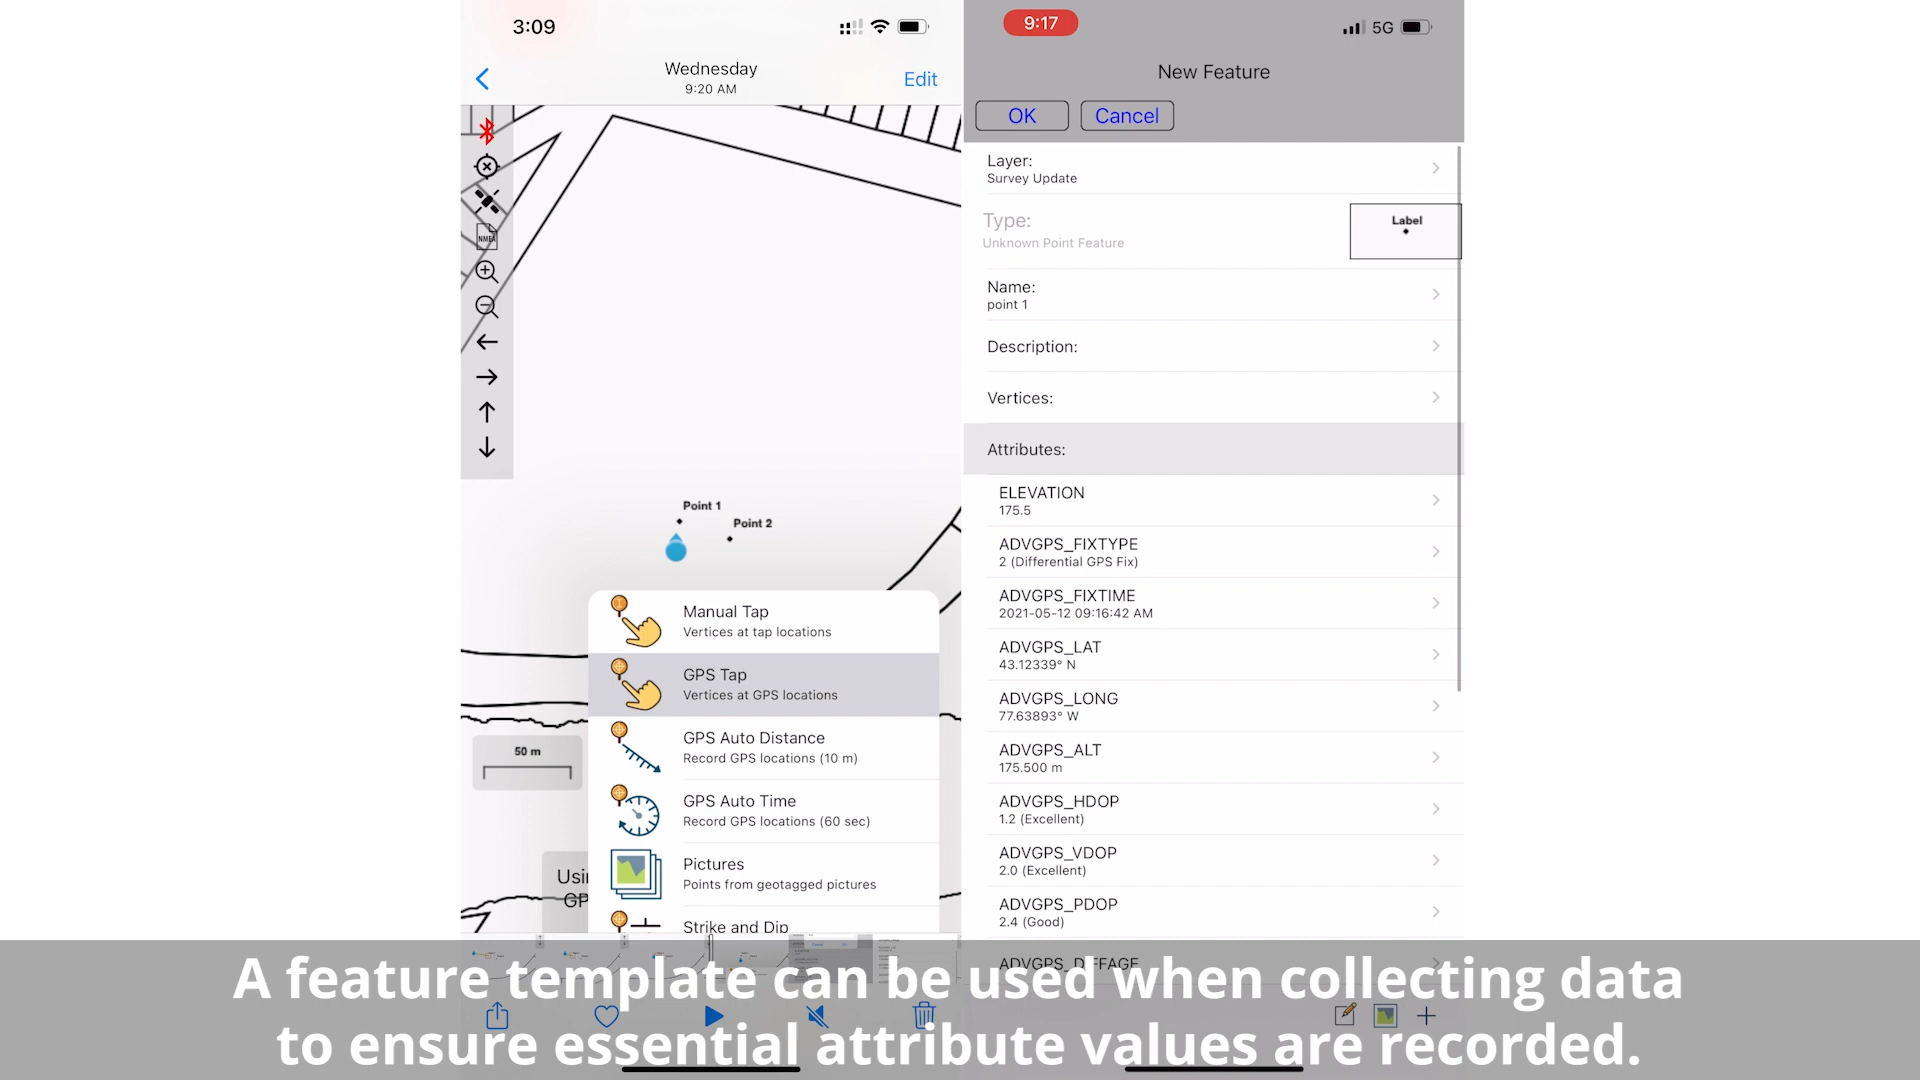 3:09
Wednesday
9:20 AM
Edit
NMEA
Point 1
Point 2
Manual Tap
Vertices at tap locations
GPS Tap
Vertices at GPS locations
GPS Auto Distance
Record GPS locations (10 m)
GPS Auto Time
Record GPS locations (60 sec)
Pictures
Points from geotagged pictures
Strike and Dip
50 m
GP
9:17
5G
New Feature
OK
Cancel
Layer:
Survey Update
Type:
Unknown Point Feature
Label
Name:
point 1
Description:
Vertices:
Attributes:
ELEVATION
175.5
ADVGPS_FIXTYPE
2 (Differential GPS Fix)
ADVGPS_FIXTIME
2021-05-12 09:16:42 AM
ADVGPS_LAT
43.12339° N
ADVGPS_LONG
77.63893° W
ADVGPS_ALT
175.500 m
ADVGPS_HDOP
1.2 (Excellent)
ADVGPS_VDOP
2.0 (Excellent)
ADVGPS_PDOP
2.4 (Good)
ADVGPS_DIFFAGE
A feature template can be used when collecting data
to ensure essential attribute values are recorded.